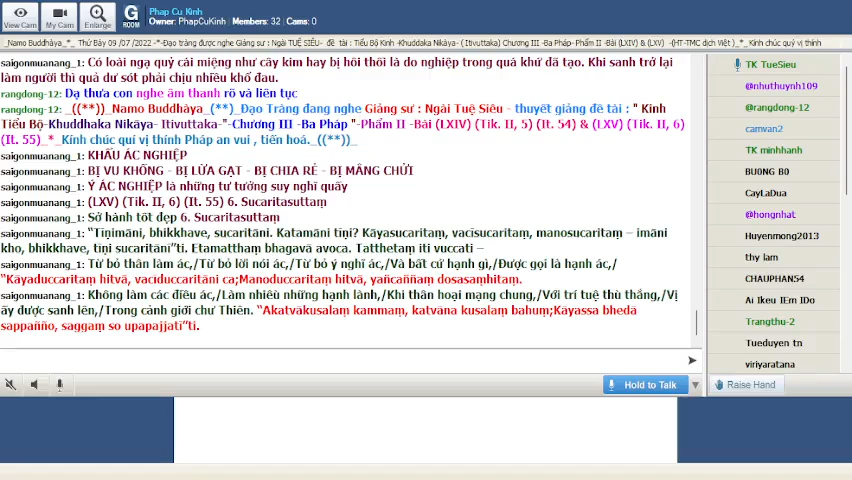 Phap Cu Kinh
Owner: PhapCuKinh | Members: 32 | Cams: 0
View Cam
My Cam
Enlarge
G
ROOM
_Namo Buddhàya_*_ Thứ Bảy 09 /07 /2022 -*-Đạo tràng được nghe Giảng sư : Ngài TUỆ SIÊU- đề tài : Tiểu Bộ Kinh -Khuddaka Nikàya- ( Itivuttaka) Chương III -Ba Pháp- Phẩm II -Bài (LXIV) & (LXV) -(HT-TMC dịch Việt )_*_Kính chúc quý vị thính
saigonmuanang_1: Có loài ngạ quỷ cái miệng như cây kim hay bị hôi thối là do nghiệp trong quá khứ đã tạo. Khi sanh trở lại
làm người thì quả dư sót phải chịu nhiều khổ đau.
rangdong-12: Dạ thưa con nghe âm thanh rõ và liên tục
rangdong-12: _((**))_Namo Buddhàya_(**)_Đạo Tràng đang nghe Giảng sư : Ngài Tuệ Siêu - thuyết giảng đề tài : " Kinh
Tiểu Bộ-Khuddhaka Nikàya- Itivuttaka-"-Chương III -Ba Pháp "-Phẩm II -Bài (LXIV) (Tik. II, 5) (It. 54) & (LXV) (Tik. II, 6)
(It. 55)_*_Kính chúc quí vị thính Pháp An vui , tiến hoá._((**))_
saigonmuanang_1: KHẨU ÁC NGHIỆP
saigonmuanang_1: BỊ VU KHỐNG - BỊ LỪA GẠT - BỊ CHIA RẺ - BỊ MẮNG CHỬI
saigonmuanang_1: Ý ÁC NGHIỆP là những tư tưởng suy nghĩ quấy
saigonmuanang_1: (LXV) (Tik. II, 6) (It. 55) 6. Sucaritasuttaṃ
saigonmuanang_1: Sở hành tốt đẹp 6. Sucaritasuttaṃ
saigonmuanang_1: “Tiṇimāni, bhikkhave, sucaritāni. Katamāni tiṇi? Kāyasucaritaṃ, vacīsucaritaṃ, manosucaritaṃ – imāni
kho, bhikkhave, tiṇi sucaritānī”ti. Etamatthaṃ bhagavā avoca. Tatthetaṃ iti vuccati –
saigonmuanang_1: Từ bỏ thân làm ác,/Từ bỏ lời nói ác,/Từ bỏ ý nghĩ ác,/Và bất cứ hạnh gì,/Được gọi là hạnh ác,/
“Kāyaduccaritaṃ hitvā, vacīduccaritāni ca;Manoduccaritaṃ hitvā, yañcaññaṃ dosasaṃhitaṃ.
saigonmuanang_1: Không làm các điều ác,/Làm nhiều những hạnh lành,/Khi thân hoại mạng chung,/Với trí tuệ thù thắng,/Vị
ấy được sanh lên,/Trong cảnh giới chư Thiên. “Akatvākusalaṃ kammaṃ, katvāna kusalaṃ bahuṃ;Kāyassa bhedā
sappañño, saggaṃ so upapajjatī”ti.
Hold to Talk
TK TueSieu
@nhuthuynh109
@rangdong-12
camvan2
TK minhhanh
BU0NG B0
CayLaDua
@hongnhat
Huyenmong2013
thy lam
CHAUPHAN54
Ai Ikeu IEm IDo
Trangthu-2
Tueduyen tn
viriyaratana
Raise Hand